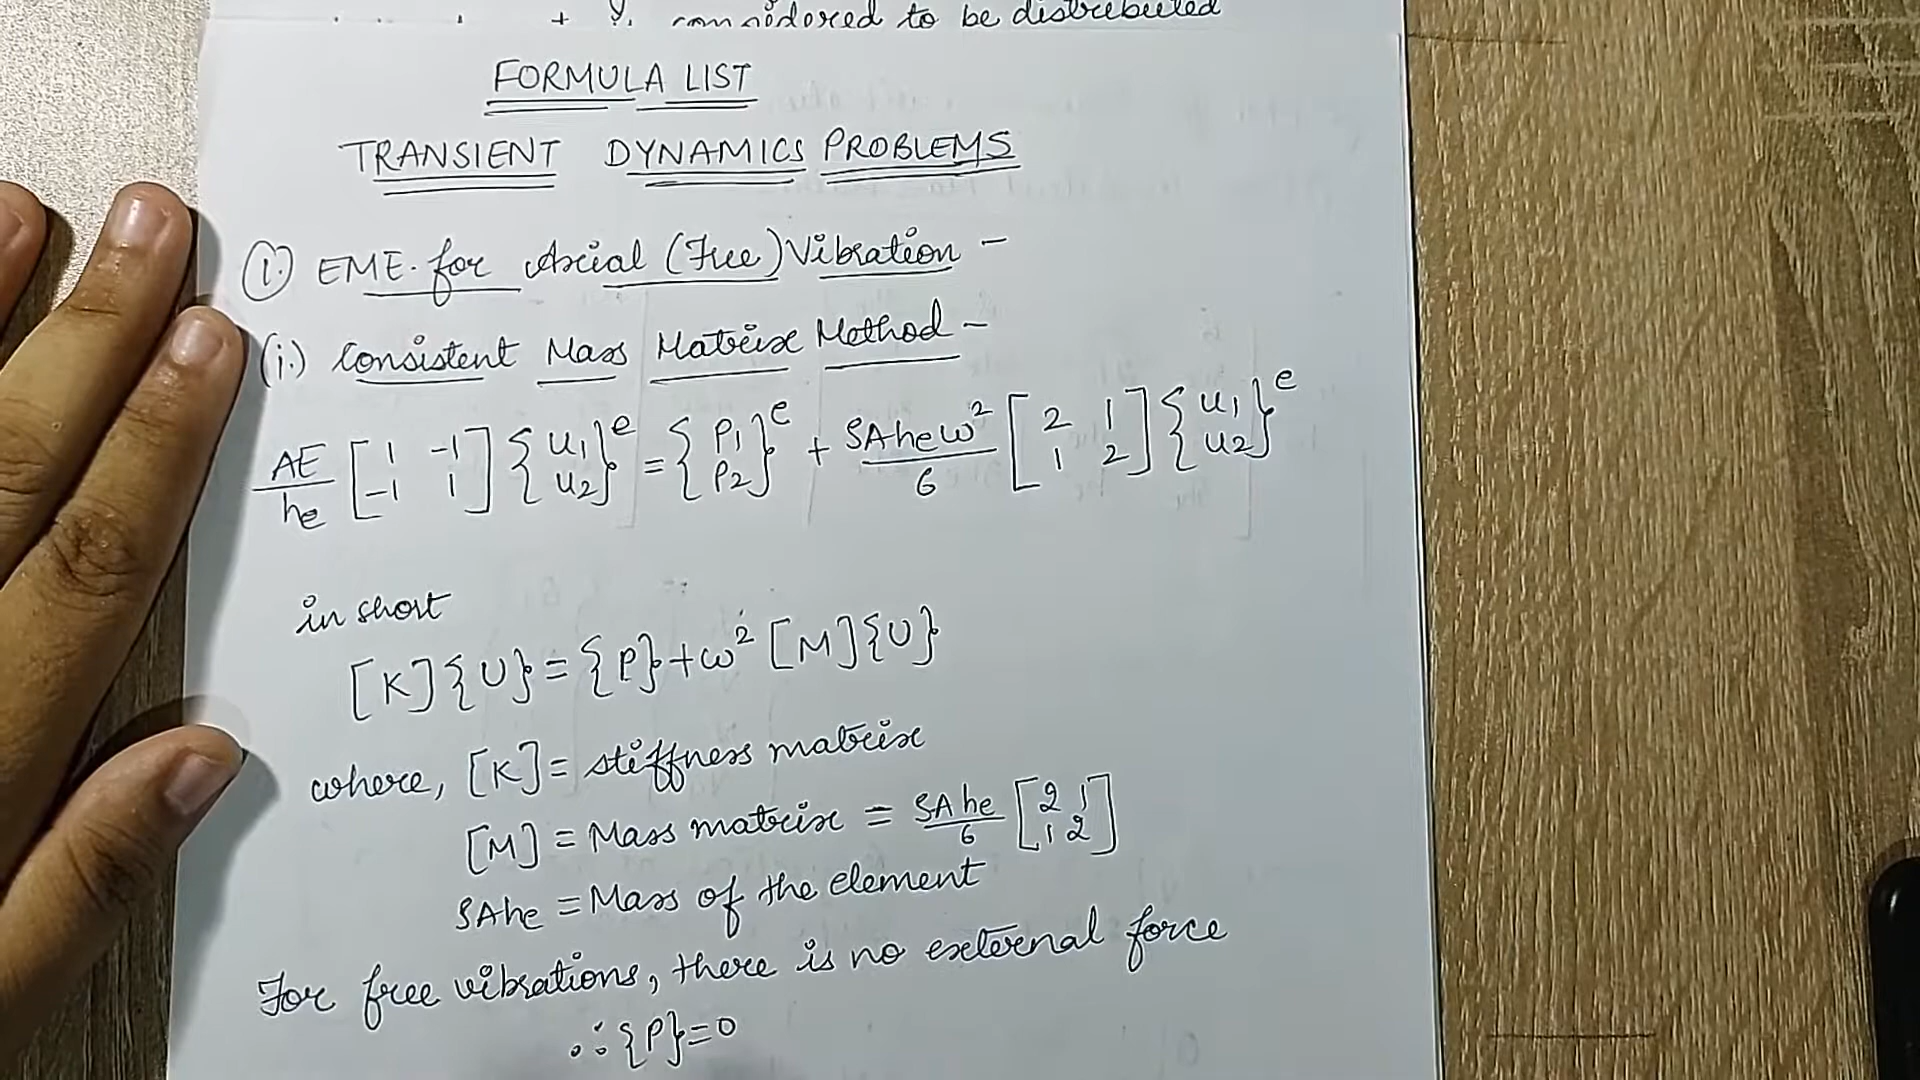 considered to be distributed
FORMULA LIST
TRANSIENT DYNAMICS PROBLEMS
(1.) EME. for Axial (Free) Vibration -
(i.) Consistent Mass Matrix Method -
AE/he [1 -1; -1 1] {u1; u2}^e = {P1; P2}^e + ρAheω²/6 [2 1; 1 2] {u1; u2}^e
in short
[K]{U} = {P} + ω² [M]{U}
where, [K] = stiffness matrix
[M] = Mass matrix = ρAhe/6 [2 1; 1 2]
ρAhe = Mass of the element
For free vibrations, there is no external force
∴ {P} = 0